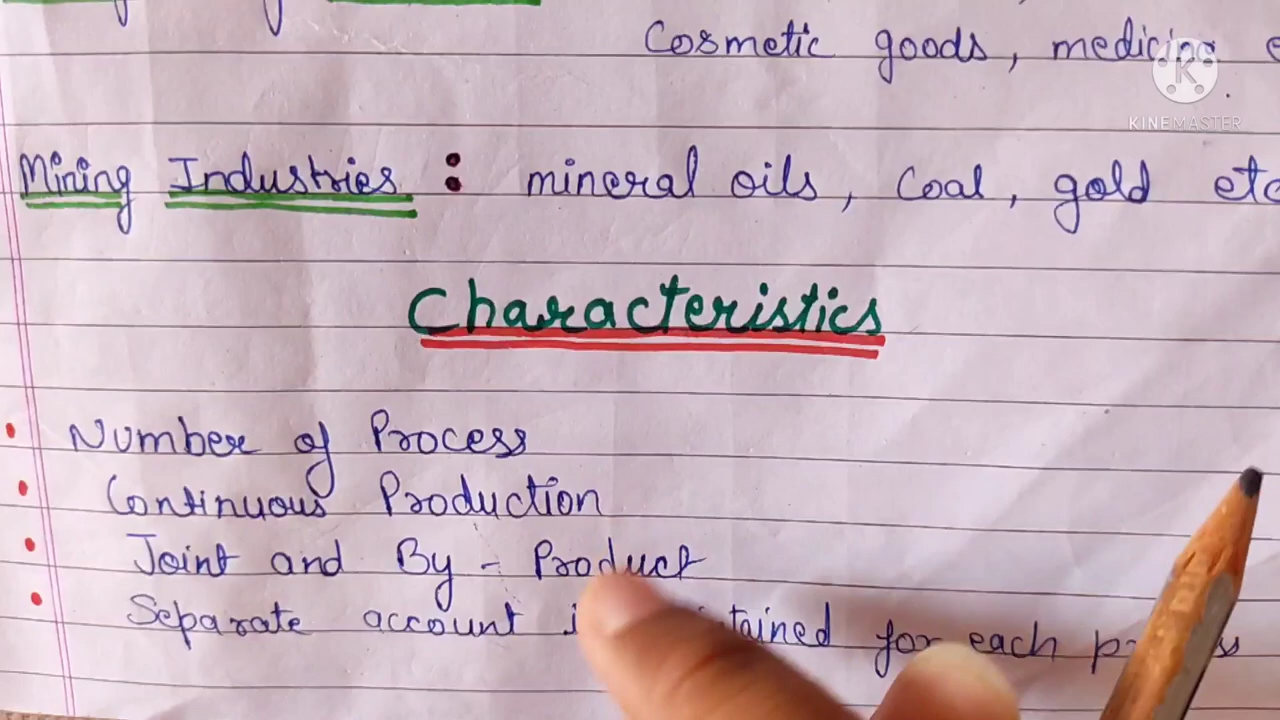 Cosmetic goods, medicine
K
KINEMASTER
Mining Industries : mineral oils, Coal, gold etc
Characteristics
• Number of Process
• Continuous Production
• Joint and By - Product
• Separate account for each